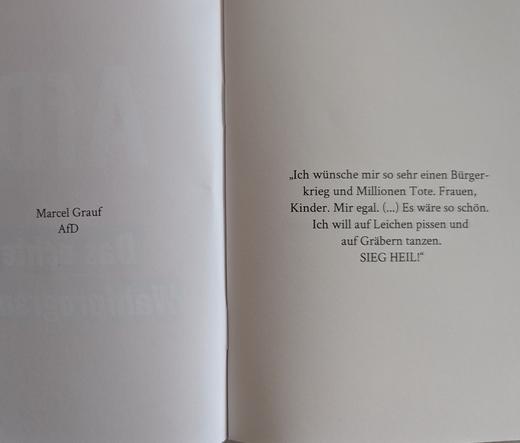 Marcel Grauf
AfD
„Ich wünsche mir so sehr einen Bürger-
krieg und Millionen Tote. Frauen,
Kinder. Mir egal. (...) Es wäre so schön.
Ich will auf Leichen pissen und
auf Gräbern tanzen.
SIEG HEIL!“